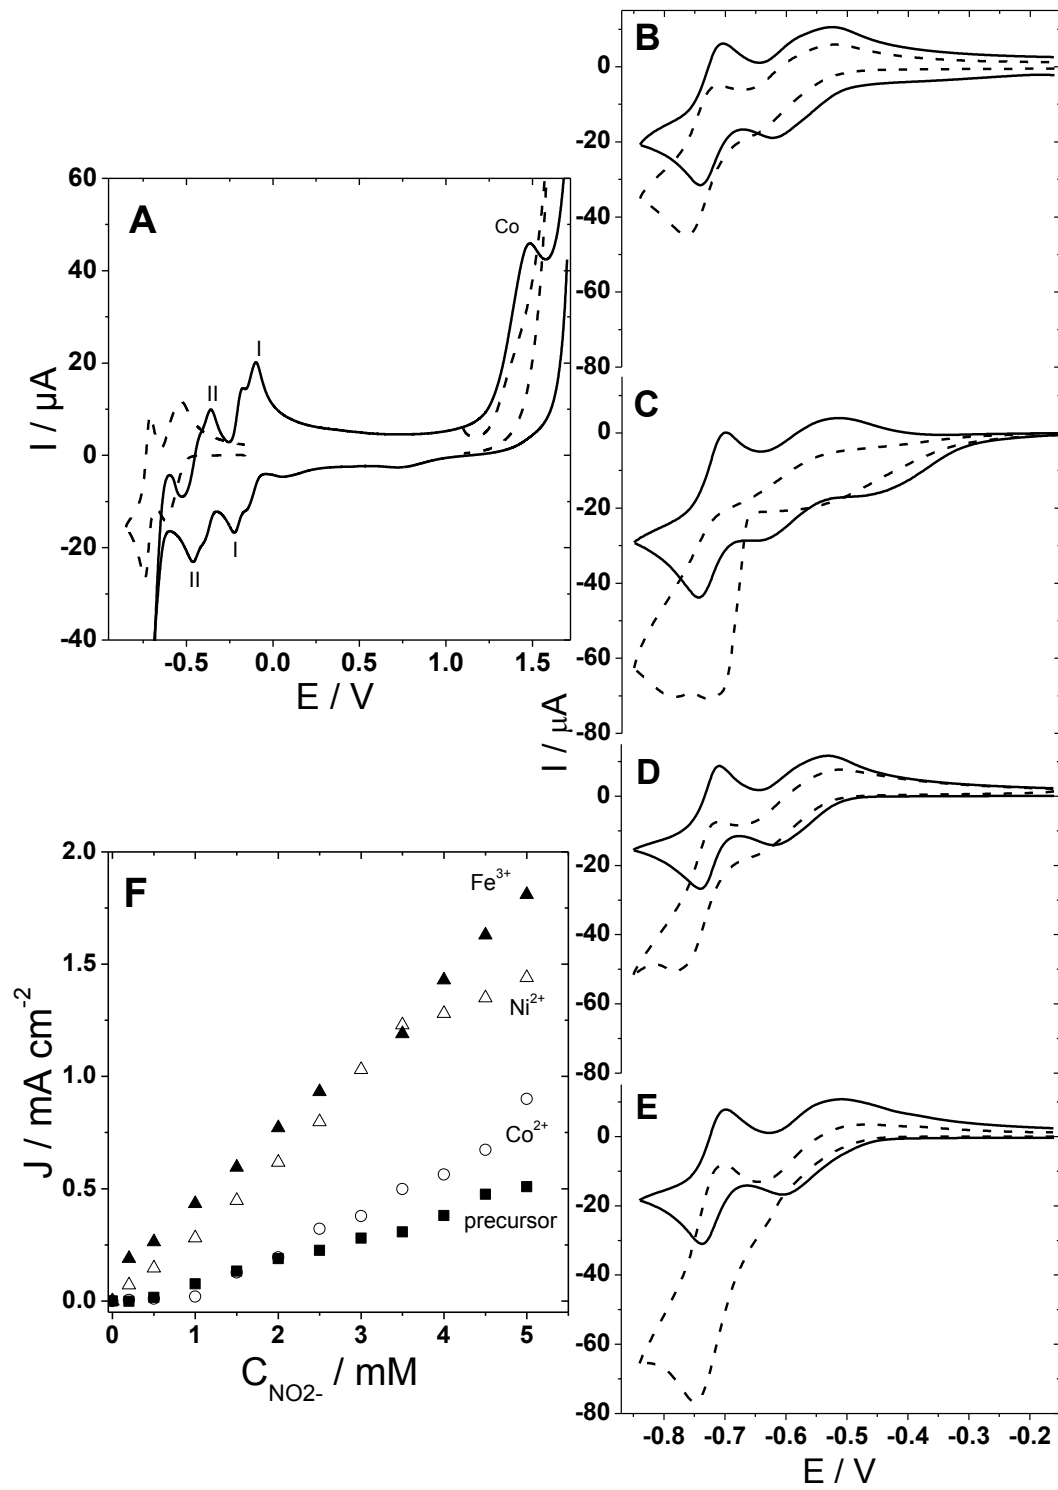 A
60
40
20
0
-20
-40
I / µA
Co
I
II
I
II
-0.5 0.0 0.5 1.0 1.5
E / V
B
0
-20
-40
-60
-80
C
0
-20
-40
-60
-80
I / µA
D
0
-20
-40
-60
-80
E
0
-20
-40
-60
-80
-0.8 -0.7 -0.6 -0.5 -0.4 -0.3 -0.2
E / V
F
2.0
1.5
1.0
0.5
0.0
J / mA cm-2
Fe3+
Ni2+
Co2+
precursor
0 1 2 3 4 5
CNO2- / mM